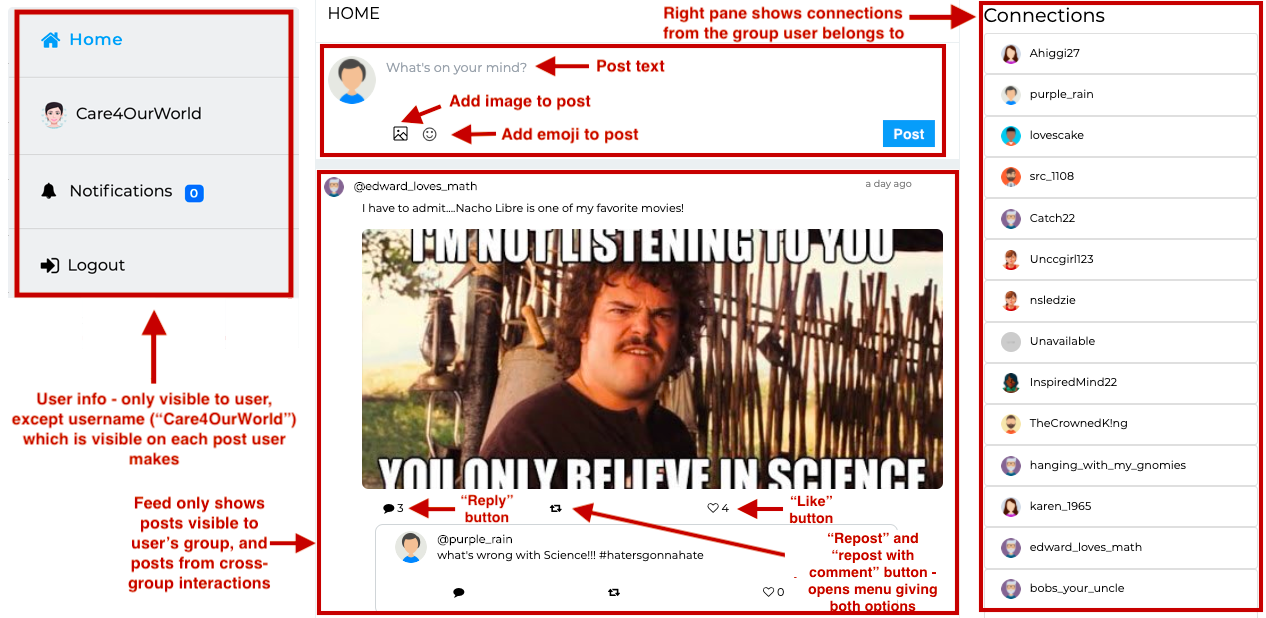 Home
Care4OurWorld
Notifications 0
Logout
User info - only visible to user,
except username (“Care4OurWorld”)
which is visible on each post user
makes
Feed only shows
posts visible to
user’s group, and
posts from cross-
group interactions
HOME
What's on your mind?
Post text
Add image to post
Add emoji to post
Post
@edward_loves_math
a day ago
I have to admit....Nacho Libre is one of my favorite movies!
I'M NOT LISTENING TO YOU
YOU ONLY BELIEVE IN SCIENCE
3
“Reply”
button
4
“Like”
button
“Repost” and
“repost with
comment” button -
opens menu giving
both options
@purple_rain
what's wrong with Science!!! #hatersgonnahate
0
Right pane shows connections
from the group user belongs to
Connections
Ahiggi27
purple_rain
lovescake
src_1108
Catch22
Unccgirl123
nsledzie
Unavailable
InspiredMind22
TheCrownedK!ng
hanging_with_my_gnomies
karen_1965
edward_loves_math
bobs_your_uncle